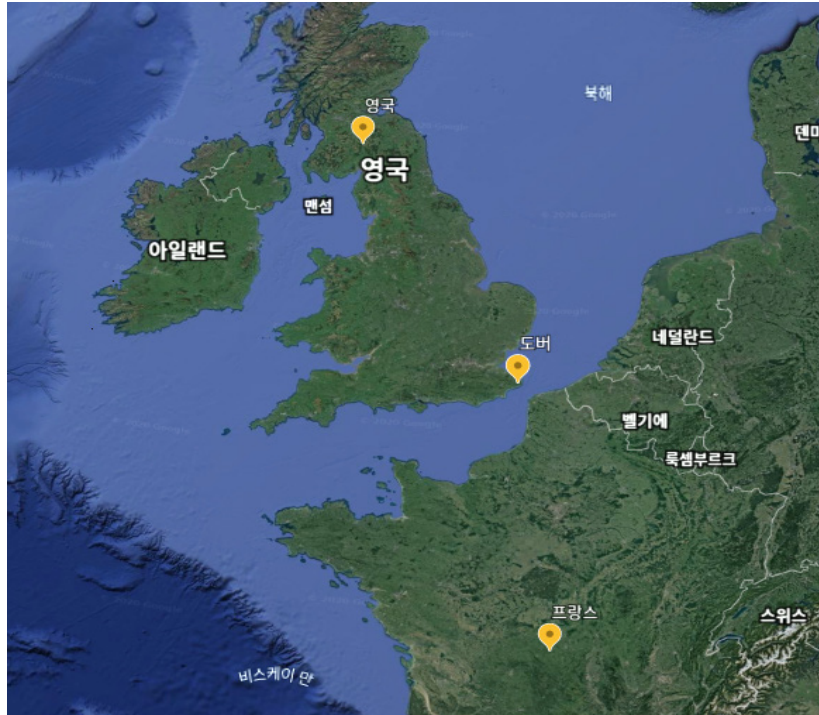 영국
북해
덴마
영국
맨섬
아일랜드
네덜란드
도버
벨기에
룩셈부르크
프랑스
스위스
비스케이 만